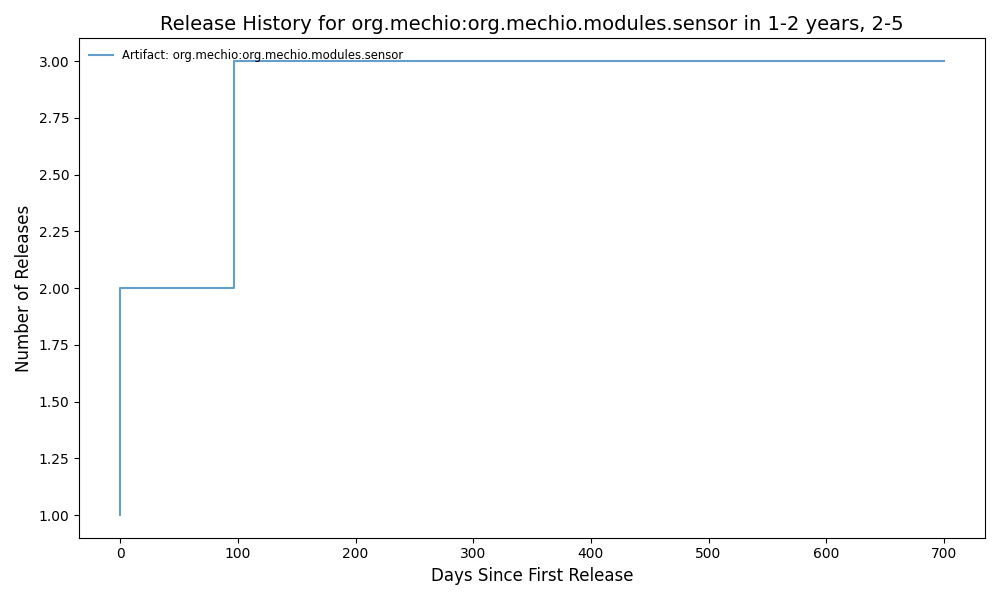 Release History for org.mechio:org.mechio.modules.sensor in 1-2 years, 2-5
Artifact: org.mechio:org.mechio.modules.sensor
Number of Releases
3.00
2.75
2.50
2.25
2.00
1.75
1.50
1.25
1.00
0 100 200 300 400 500 600 700
Days Since First Release